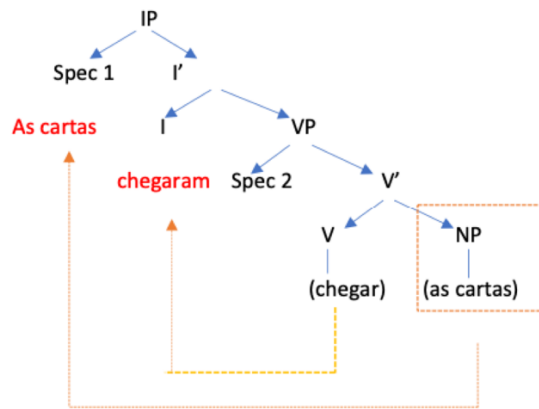 IP
Spec 1 I’
As cartas I VP
chegaram Spec 2 V’
V NP
(chegar) (as cartas)